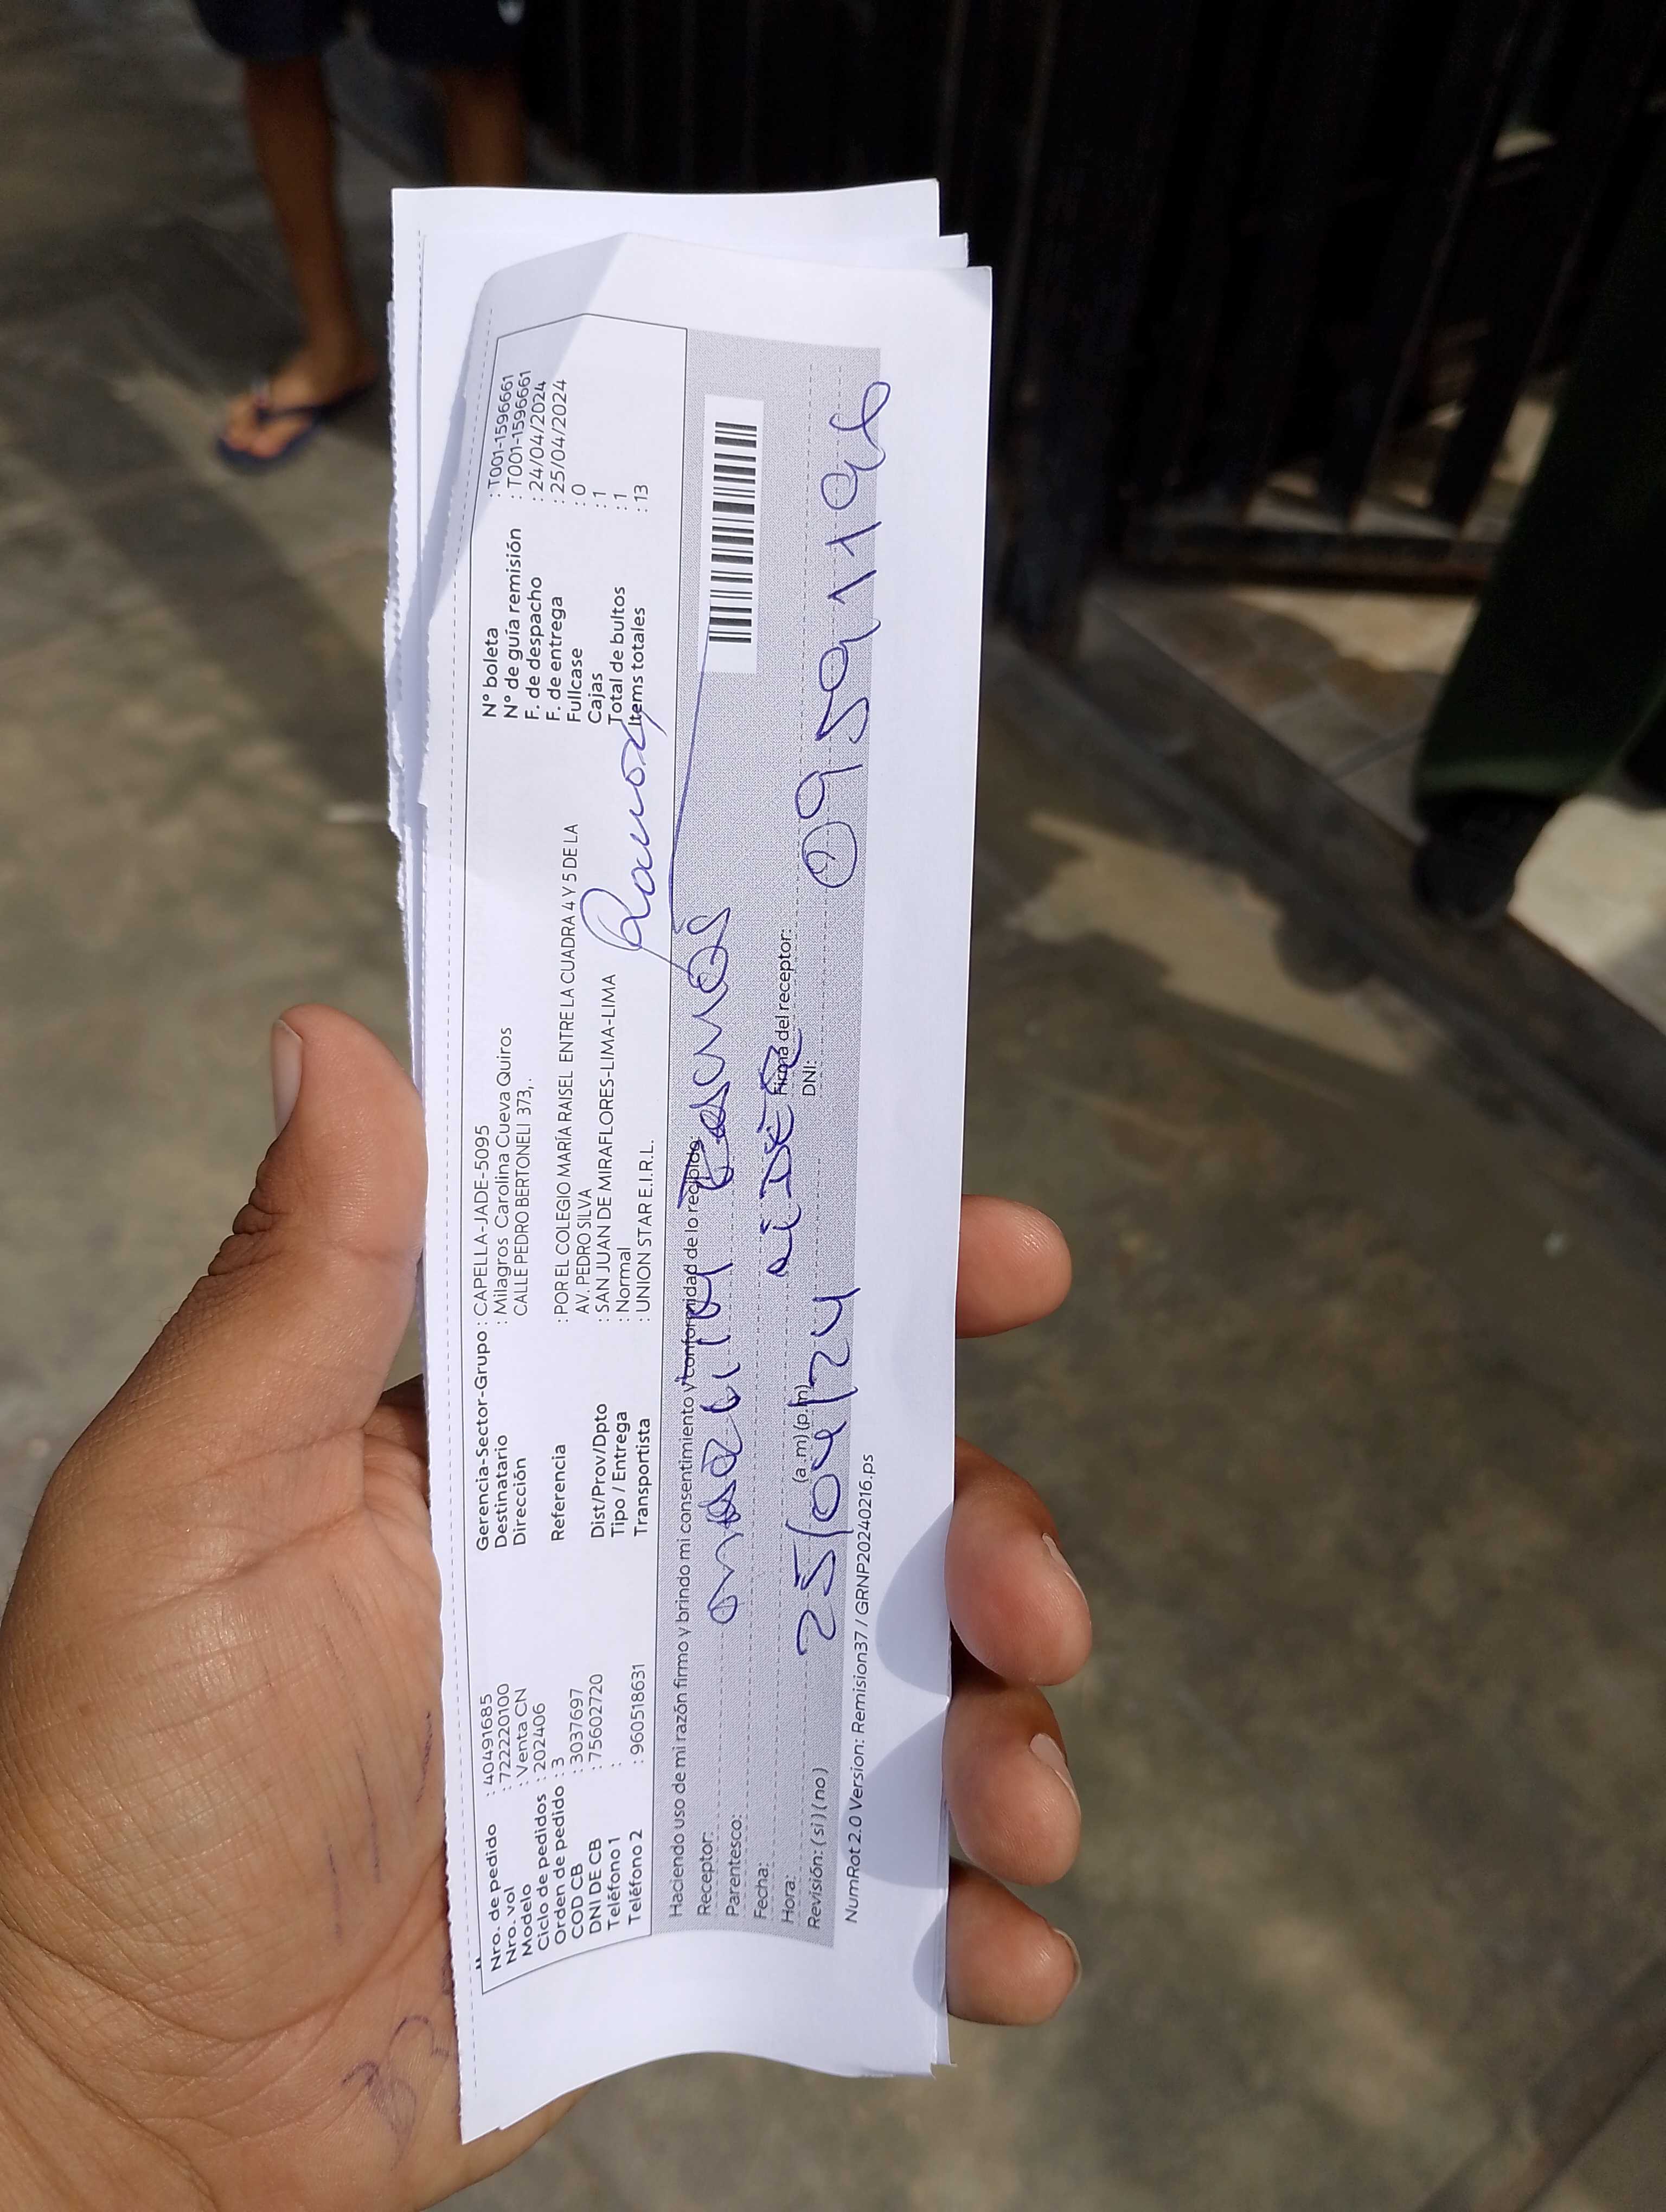 Nro. de pedido : 40491685
Nro. vol : 722220100
Modelo : Venta CN
Ciclo de pedidos : 202406
Orden de pedido : 3
COD CB : 3037697
DNI DE CB : 75602720
Teléfono 1 :
Teléfono 2 : 960518631
Gerencia-Sector-Grupo : CAPELLA-JADE-5095
Destinatario : Milagros Carolina Cueva Quiros
Dirección CALLE PEDRO BERTONELI 373,.
Referencia : POR EL COLEGIO MARÍA RAISEL ENTRE LA CUADRA 4 Y 5 DE LA
AV. PEDRO SILVA
Dist/Prov/Dpto : SAN JUAN DE MIRAFLORES-LIMA-LIMA
Tipo / Entrega : Normal
Transportista : UNION STAR E.I.R.L.
N° boleta : T001-1596661
N° de guía remisión : T001-1596661
F. de despacho : 24/04/2024
F. de entrega : 25/04/2024
Fullcase : 0
Cajas : 1
Total de bultos : 1
Items totales : 13
Ramos
Haciendo uso de mi razón firmo y brindo mi consentimiento y conformidad de lo recibido:
Receptor: Ramos
Parentesco:
Fecha: 25/04/24
Hora: (a.m)(p.m)
Revisión: (si)(no)
Firma del receptor:
DNI: 09591196
NumRot 2.0 Version: Remision37 / GRNP20240216.ps